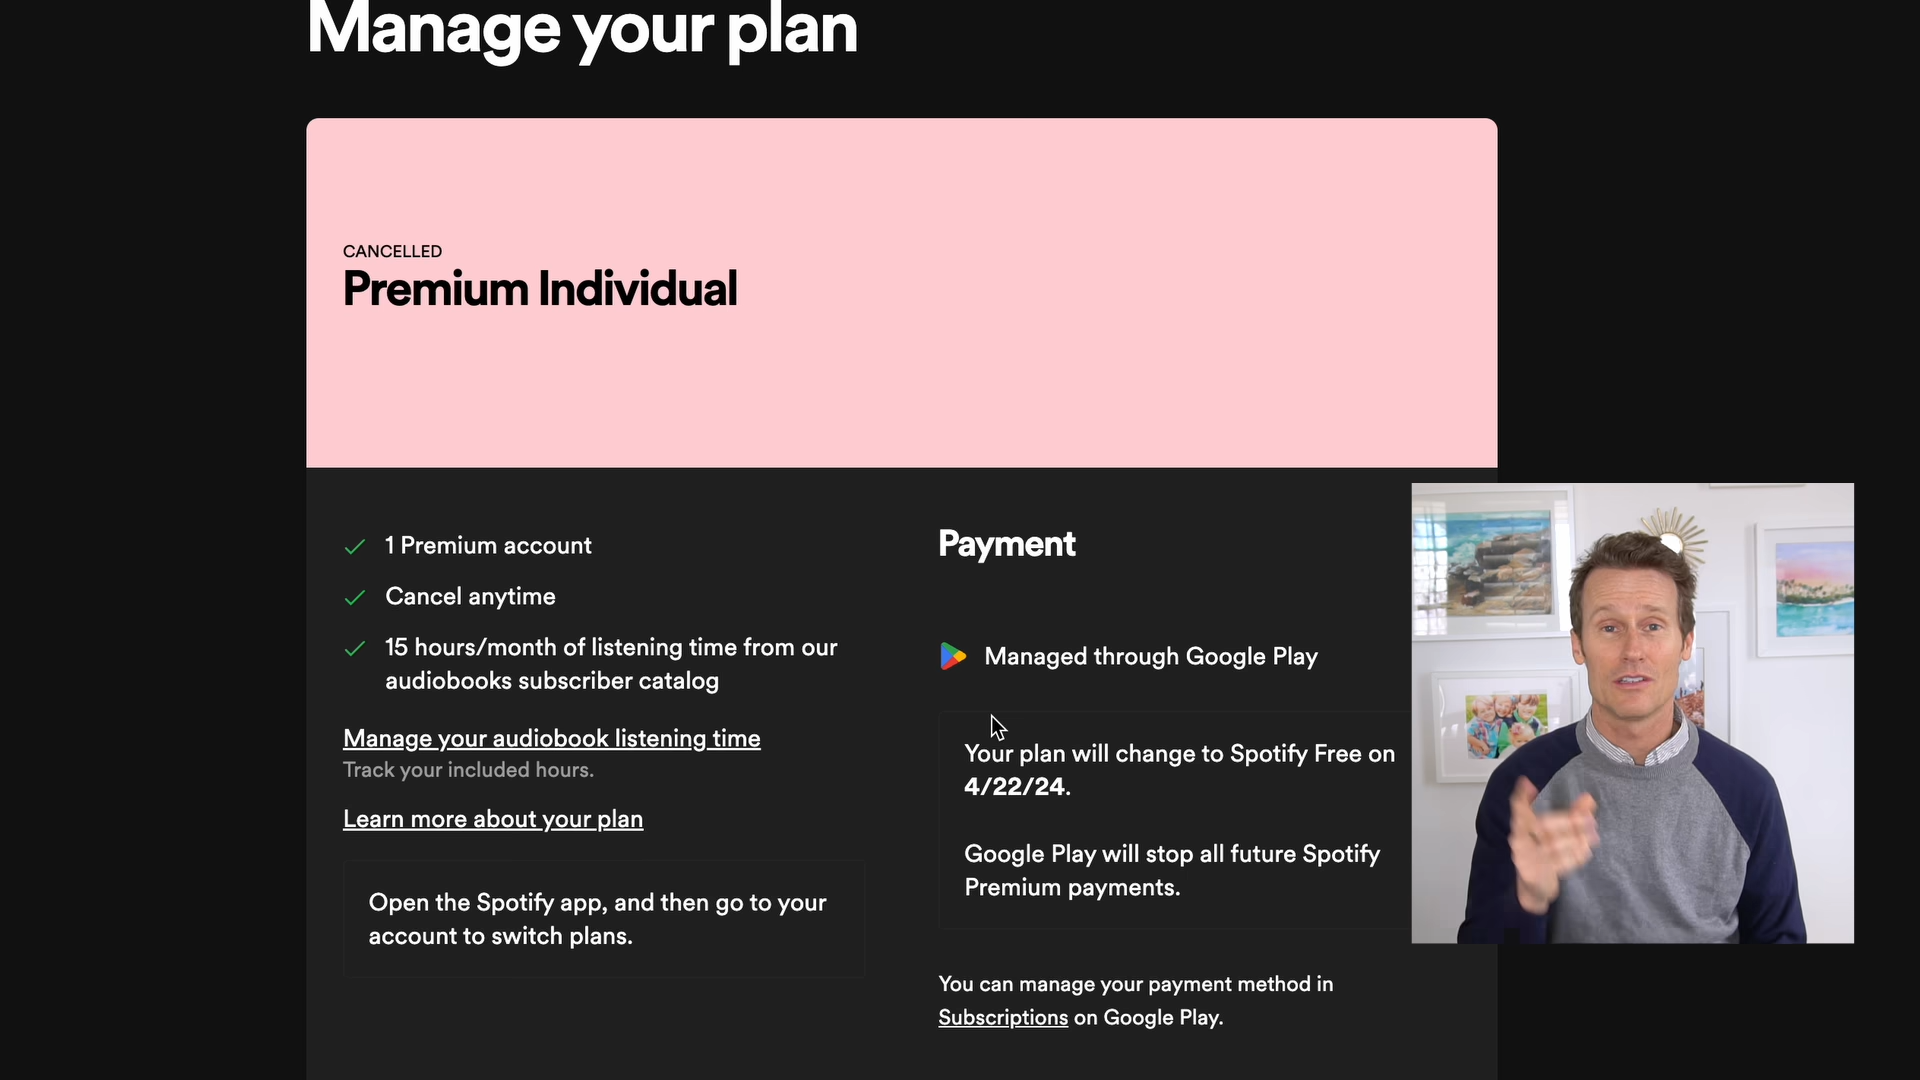 Manage your plan
CANCELLED
Premium Individual
1 Premium account
Cancel anytime
15 hours/month of listening time from our
audiobooks subscriber catalog
Manage your audiobook listening time
Track your included hours.
Learn more about your plan
Open the Spotify app, and then go to your
account to switch plans.
Payment
Managed through Google Play
Your plan will change to Spotify Free on
4/22/24.
Google Play will stop all future Spotify
Premium payments.
You can manage your payment method in
Subscriptions on Google Play.